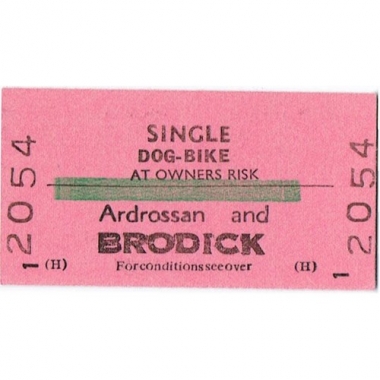 SINGLE
DOG-BIKE
AT OWNERS RISK
Ardrossan and
BRODICK
(H) Forconditionsseeover (H)
1 2054
1 2054